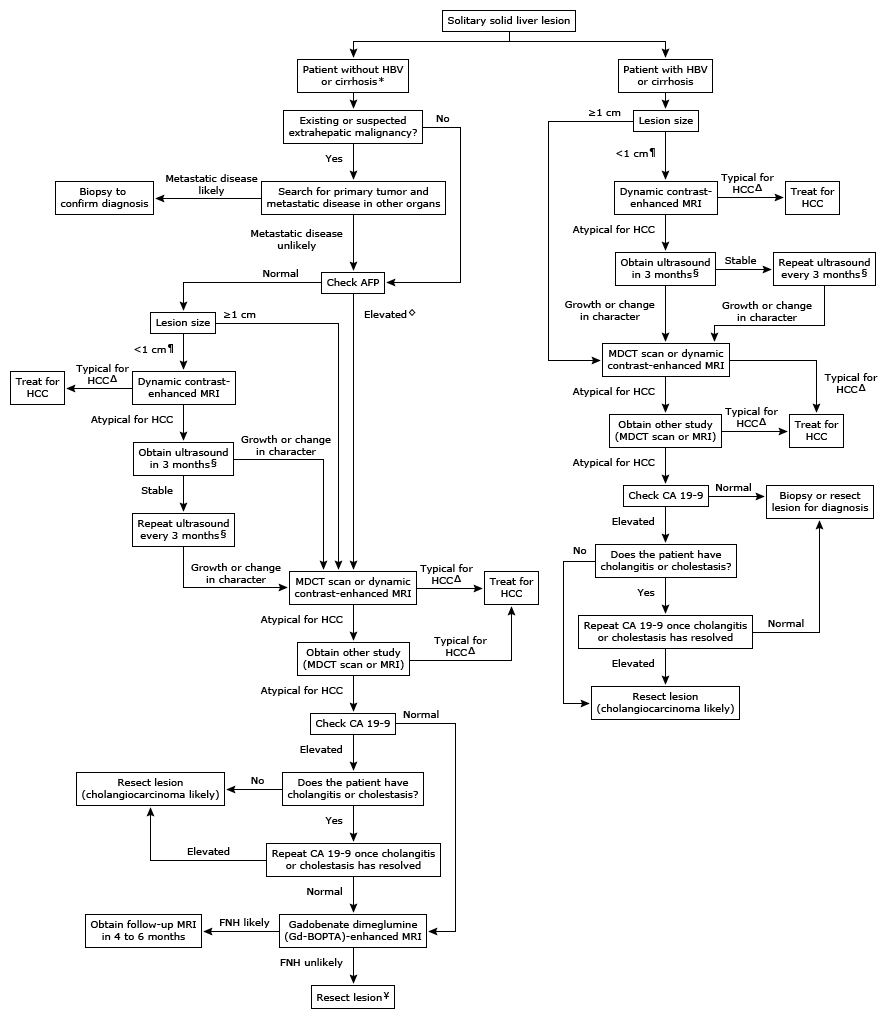 Solitary solid liver lesion
Patient without HBV
or cirrhosis*
Existing or suspected
extrahepatic malignancy?
No
Yes
Metastatic disease
likely
Biopsy to
confirm diagnosis
Search for primary tumor and
metastatic disease in other organs
Metastatic disease
unlikely
Normal
Check AFP
Elevated◇
Lesion size
≥1 cm
<1 cm¶
Typical for
HCCΔ
Treat for
HCC
Dynamic contrast-
enhanced MRI
Atypical for HCC
Obtain ultrasound
in 3 months§
Growth or change
in character
Stable
Repeat ultrasound
every 3 months§
Growth or change
in character
MDCT scan or dynamic
contrast-enhanced MRI
Typical for
HCCΔ
Treat for
HCC
Atypical for HCC
Obtain other study
(MDCT scan or MRI)
Typical for
HCCΔ
Atypical for HCC
Check CA 19-9
Normal
Elevated
Resect lesion
(cholangiocarcinoma likely)
No
Does the patient have
cholangitis or cholestasis?
Yes
Elevated
Repeat CA 19-9 once cholangitis
or cholestasis has resolved
Normal
Obtain follow-up MRI
in 4 to 6 months
FNH likely
Gadobenate dimeglumine
(Gd-BOPTA)-enhanced MRI
FNH unlikely
Resect lesion¥
Patient with HBV
or cirrhosis
≥1 cm
Lesion size
<1 cm¶
Dynamic contrast-
enhanced MRI
Typical for
HCCΔ
Treat for
HCC
Atypical for HCC
Obtain ultrasound
in 3 months§
Stable
Repeat ultrasound
every 3 months§
Growth or change
in character
Growth or change
in character
MDCT scan or dynamic
contrast-enhanced MRI
Typical for
HCCΔ
Atypical for HCC
Obtain other study
(MDCT scan or MRI)
Typical for
HCCΔ
Treat for
HCC
Atypical for HCC
Check CA 19-9
Normal
Biopsy or resect
lesion for diagnosis
Elevated
No
Does the patient have
cholangitis or cholestasis?
Yes
Repeat CA 19-9 once cholangitis
or cholestasis has resolved
Normal
Elevated
Resect lesion
(cholangiocarcinoma likely)